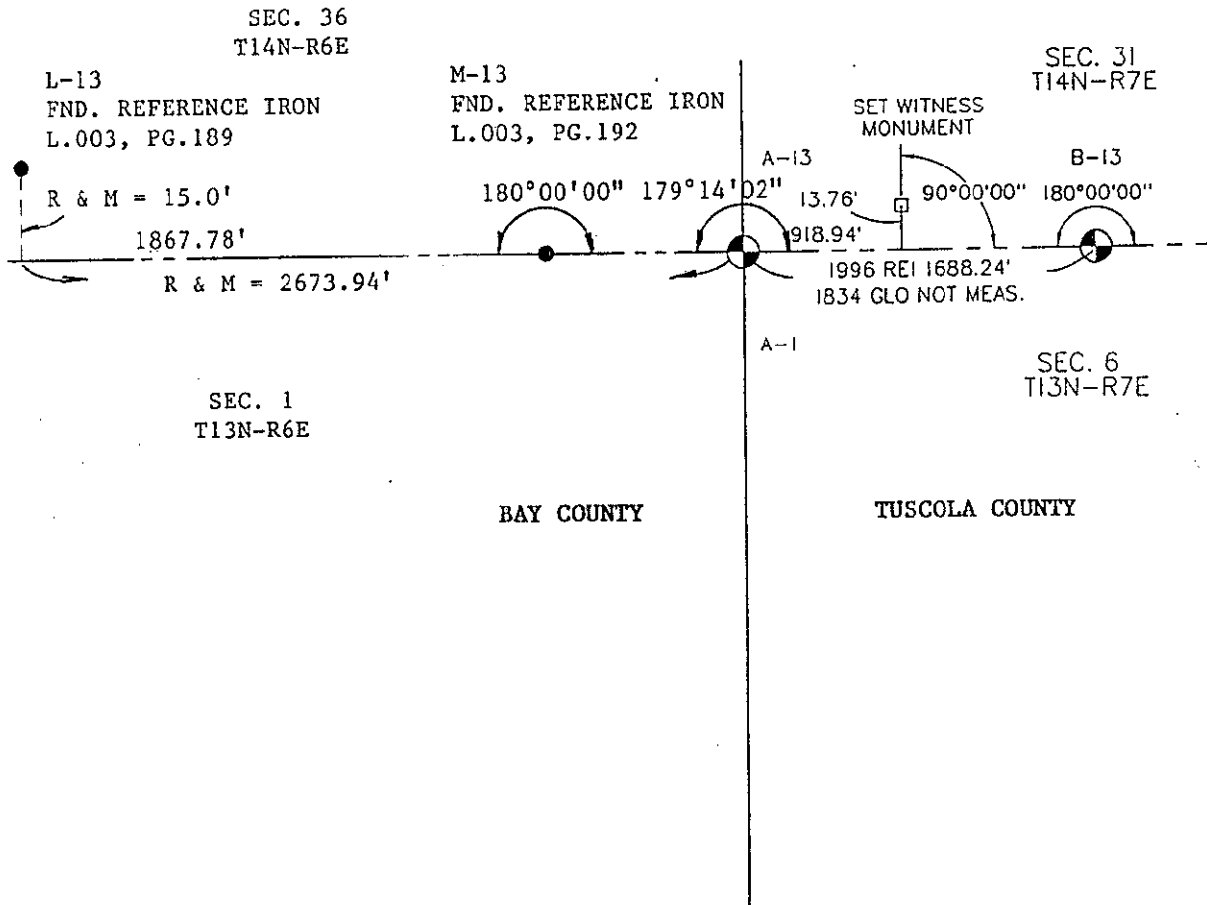 SEC. 36
T14N-R6E
L-13
FND. REFERENCE IRON
L.003, PG.189
M-13
FND. REFERENCE IRON
L.003, PG.192
SEC. 31
T14N-R7E
SET WITNESS
MONUMENT
A-13
B-13
R & M = 15.0'
180°00'00"
179°14'02"
13.76'
90°00'00"
180°00'00"
1867.78'
918.94'
R & M = 2673.94'
1996 REI 1688.24'
1834 GLO NOT MEAS.
A-1
SEC. 1
T13N-R6E
SEC. 6
T13N-R7E
BAY COUNTY
TUSCOLA COUNTY